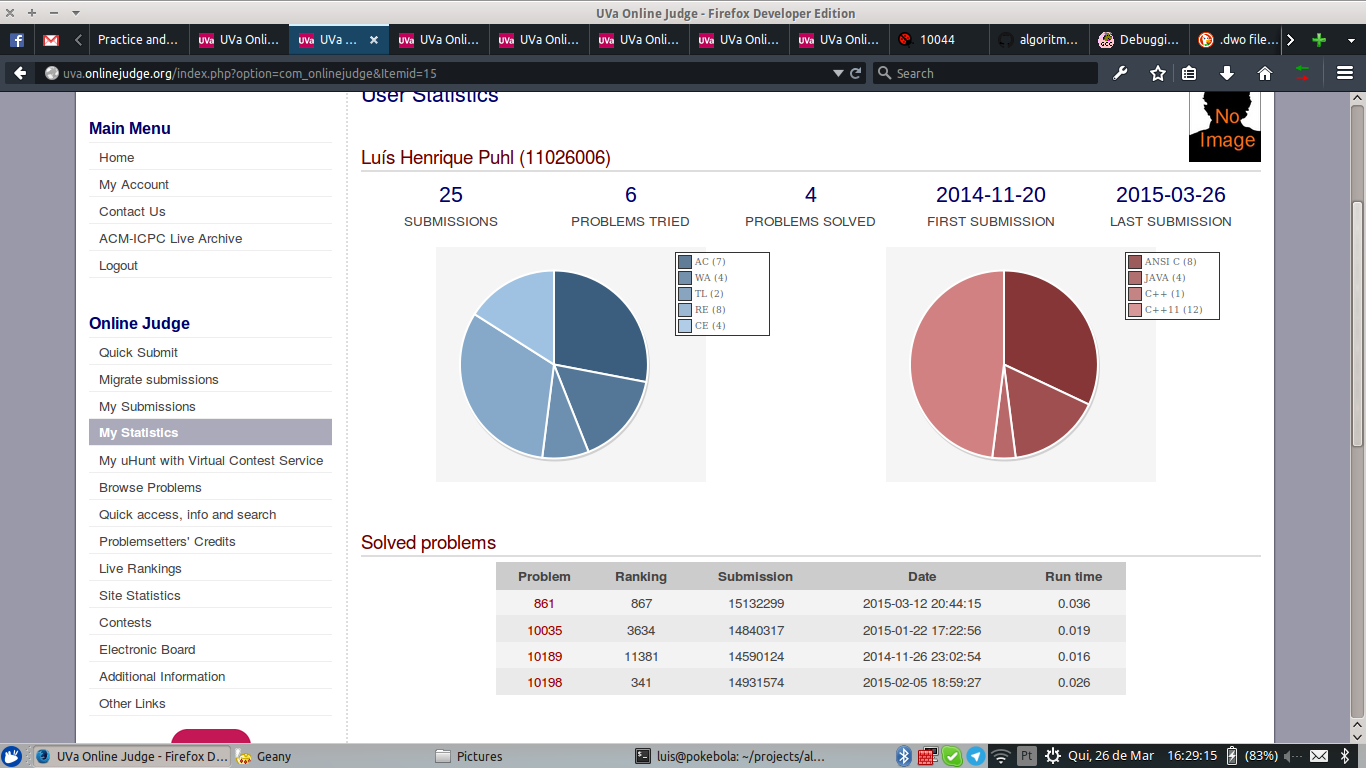 UVa Online Judge - Firefox Developer Edition
Practice and...
UVa Onli...
UVa ...
UVa Onli...
UVa Onli...
UVa Onli...
UVa Onli...
UVa Onli...
10044
algoritm...
Debuggi...
.dwo file...
uva.onlinejudge.org/index.php?option=com_onlinejudge&Itemid=15
Search
User Statistics
No Image
Main Menu
Home
My Account
Contact Us
ACM-ICPC Live Archive
Logout
Online Judge
Quick Submit
Migrate submissions
My Submissions
My Statistics
My uHunt with Virtual Contest Service
Browse Problems
Quick access, info and search
Problemsetters' Credits
Live Rankings
Site Statistics
Contests
Electronic Board
Additional Information
Other Links
Luís Henrique Puhl (11026006)
25 6 4 2014-11-20 2015-03-26
SUBMISSIONS PROBLEMS TRIED PROBLEMS SOLVED FIRST SUBMISSION LAST SUBMISSION
AC (7)
WA (4)
TL (2)
RE (8)
CE (4)
ANSI C (8)
JAVA (4)
C++ (1)
C++11 (12)
Solved problems
Problem Ranking Submission Date Run time
861 867 15132299 2015-03-12 20:44:15 0.036
10035 3634 14840317 2015-01-22 17:22:56 0.019
10189 11381 14590124 2014-11-26 23:02:54 0.016
10198 341 14931574 2015-02-05 18:59:27 0.026
UVa Online Judge - Firefox D...
Geany
Pictures
luis@pokebola: ~/projects/al...
Pt
Qui, 26 de Mar 16:29:15
(83%)